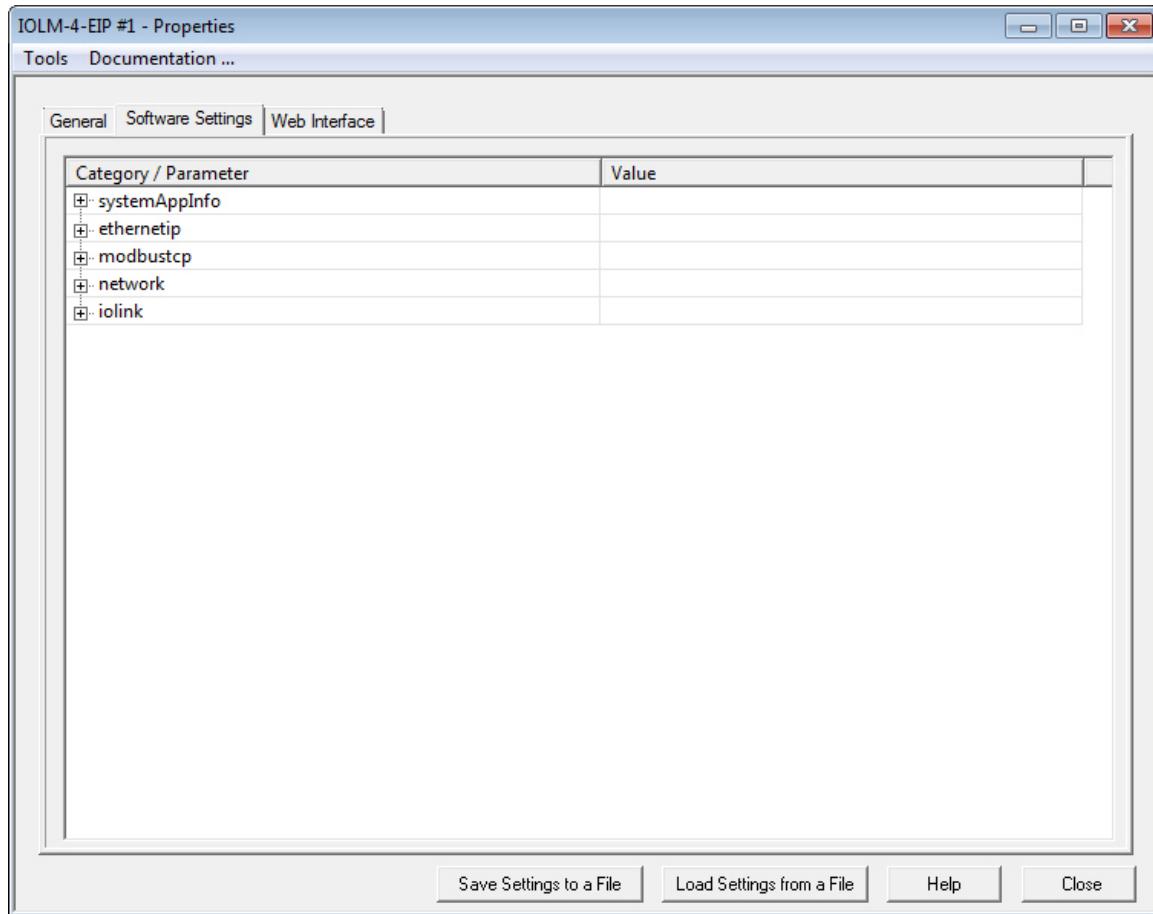 IOLM-4-EIP #1 - Properties
Tools Documentation ...
General Software Settings Web Interface
Category / Parameter Value
systemAppInfo
ethernetip
modbustcp
network
iolink
Save Settings to a File Load Settings from a File Help Close